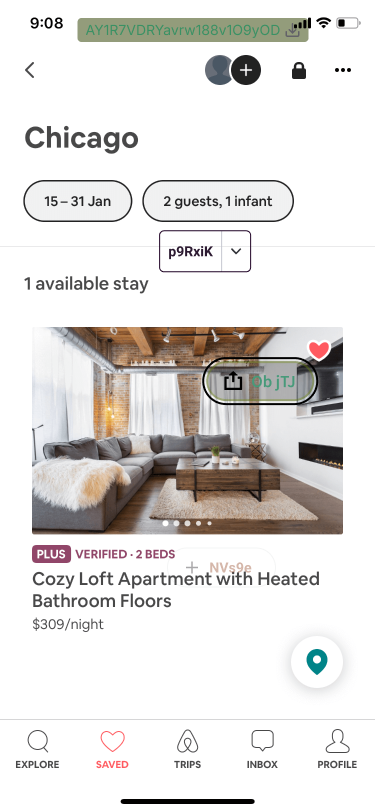 9:08
AY1R7VDRYavrw188v1O9yOD
Chicago
15 – 31 Jan
2 guests, 1 infant
p9RxiK
1 available stay
jTJ
PLUS VERIFIED · 2 BEDS
NVs9e
Cozy Loft Apartment with Heated
Bathroom Floors
$309/night
EXPLORE
SAVED
TRIPS
INBOX
PROFILE